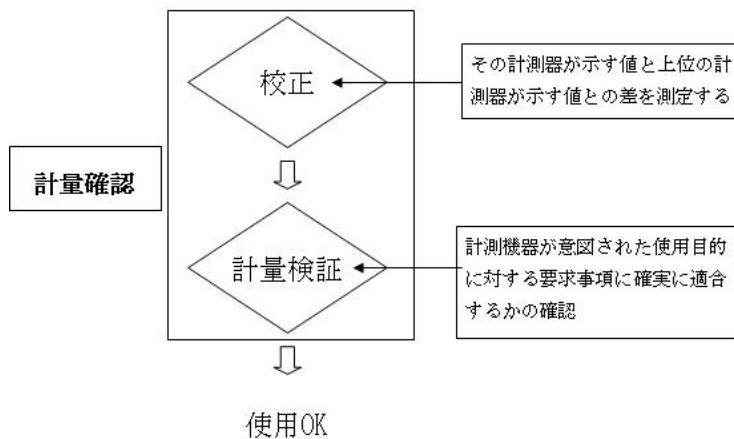 校正
その計測器が示す値と上位の計
測器が示す値との差を測定する
計量確認
計量検証
計測機器が意図された使用目的
に対する要求事項に確実に適合
するかの確認
使用OK